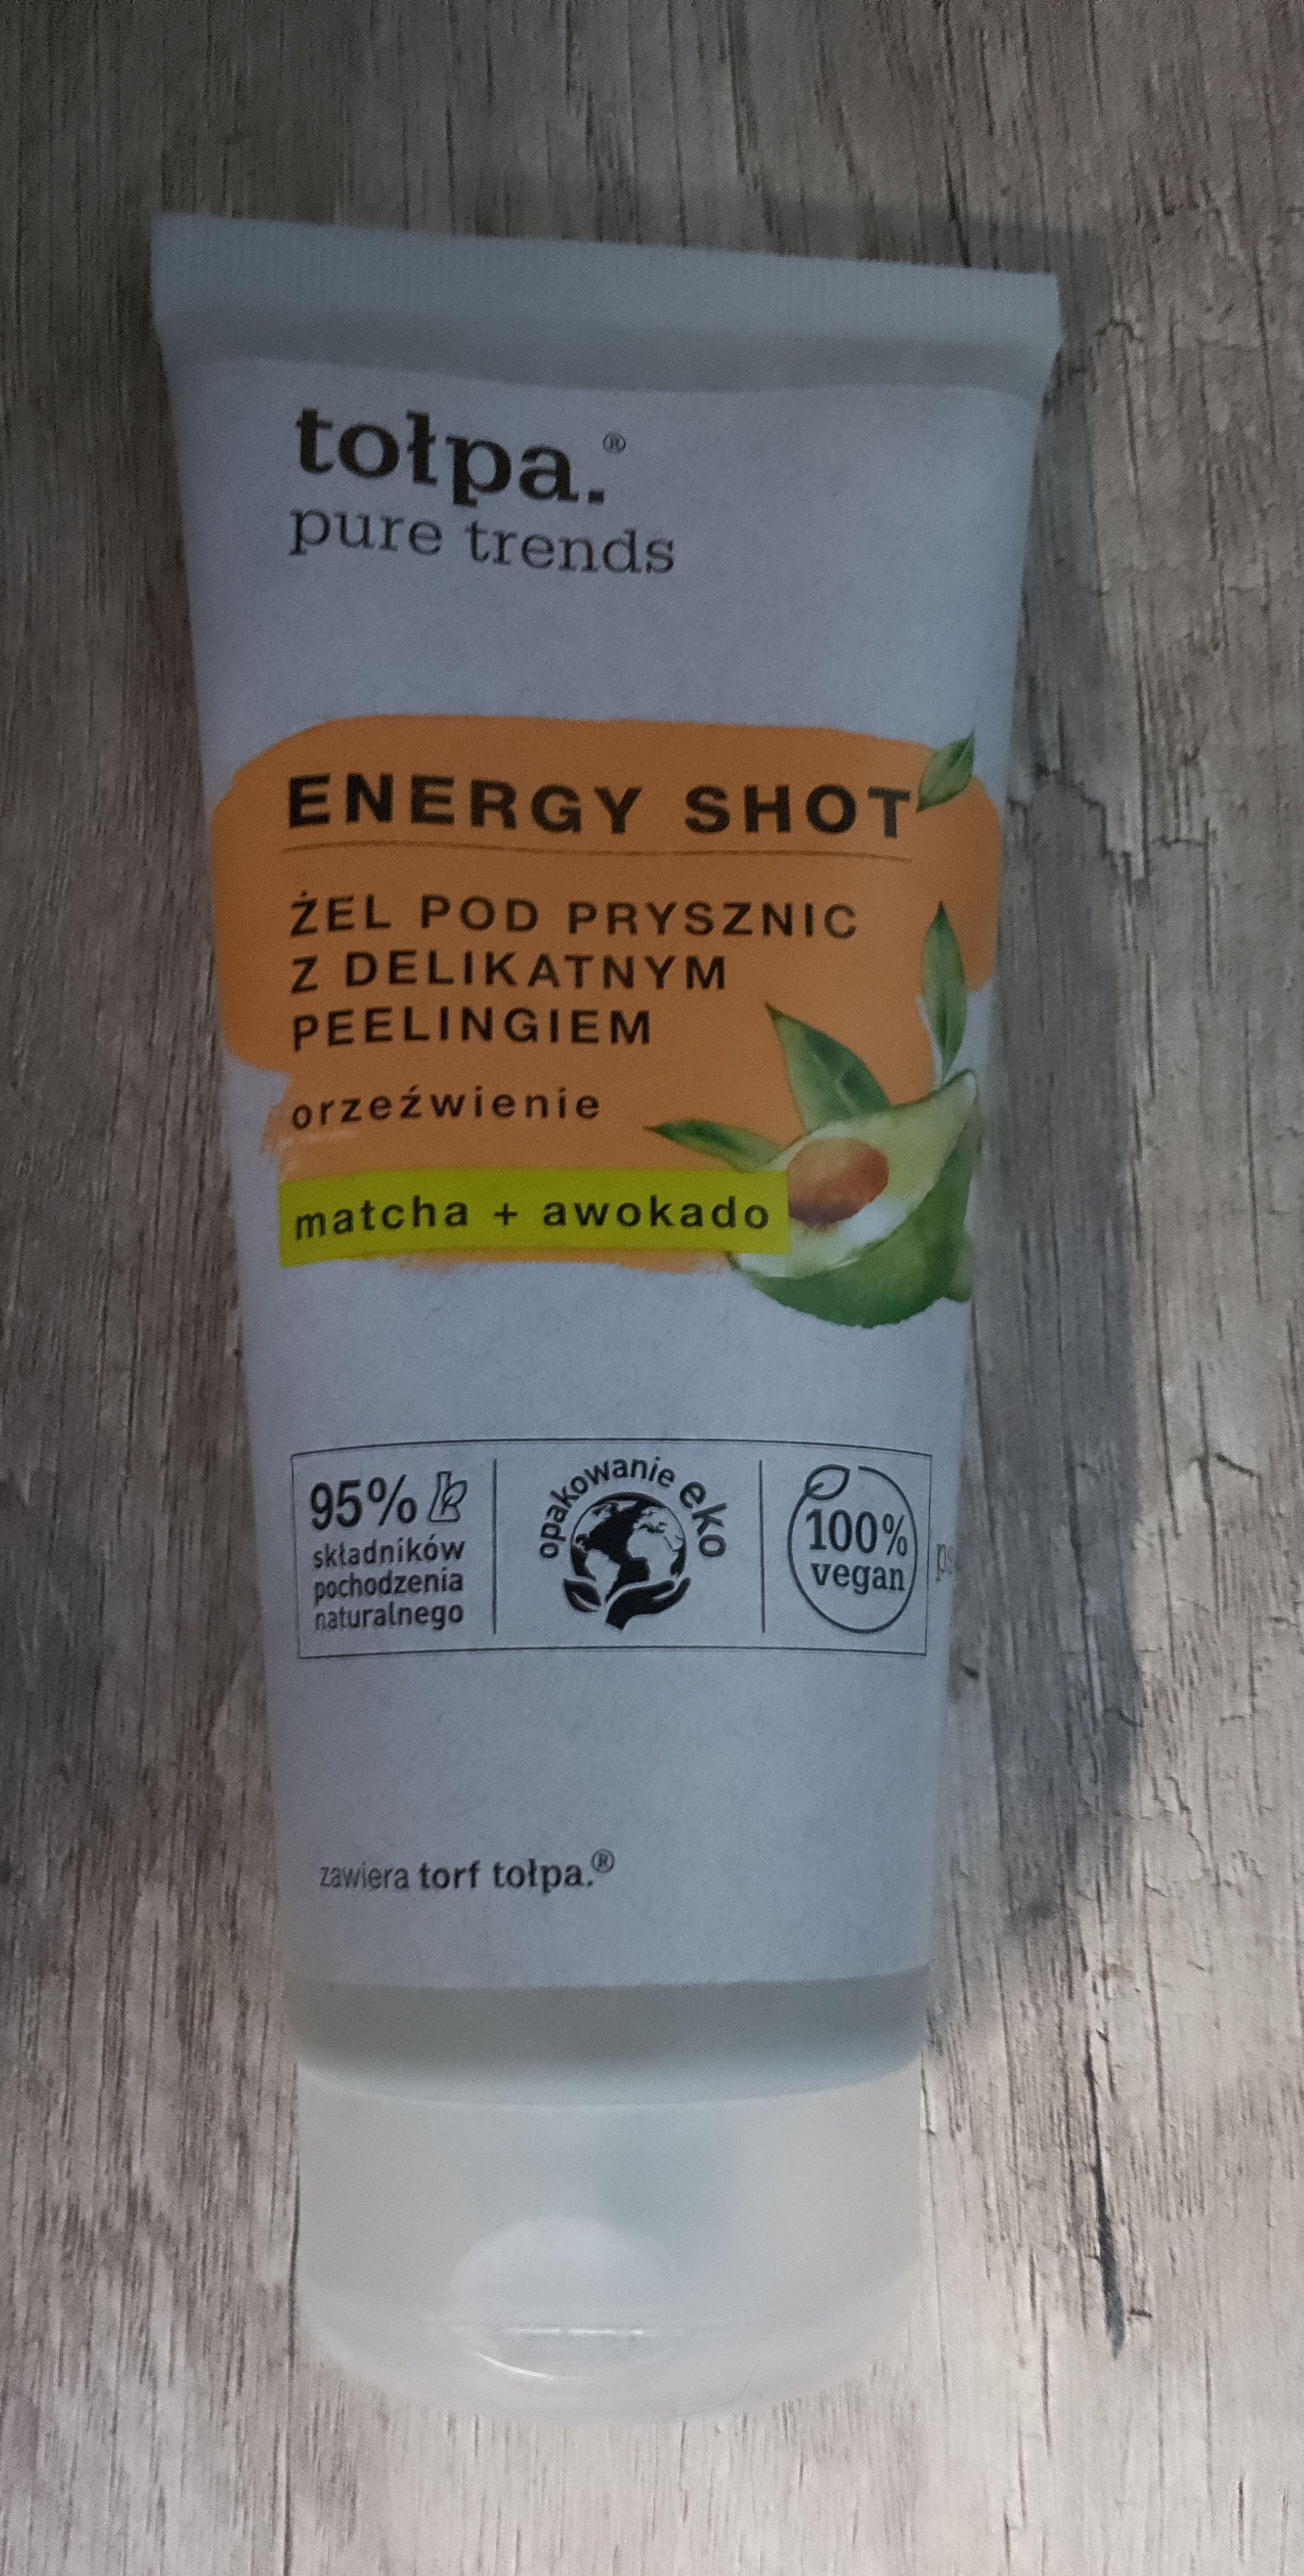 tołpa.®
pure trends
ENERGY SHOT
ŻEL POD PRYSZNIC
Z DELIKATNYM
PEELINGIEM
orzeźwienie
matcha + awokado
95%
składników
pochodzenia
naturalnego
opakowanie eko
100%
vegan
zawiera torf tołpa.®